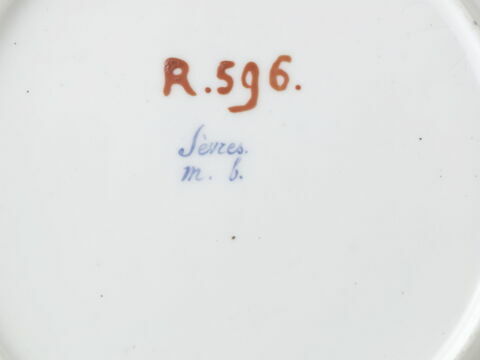 R.596.
Sèvres.
m. b.